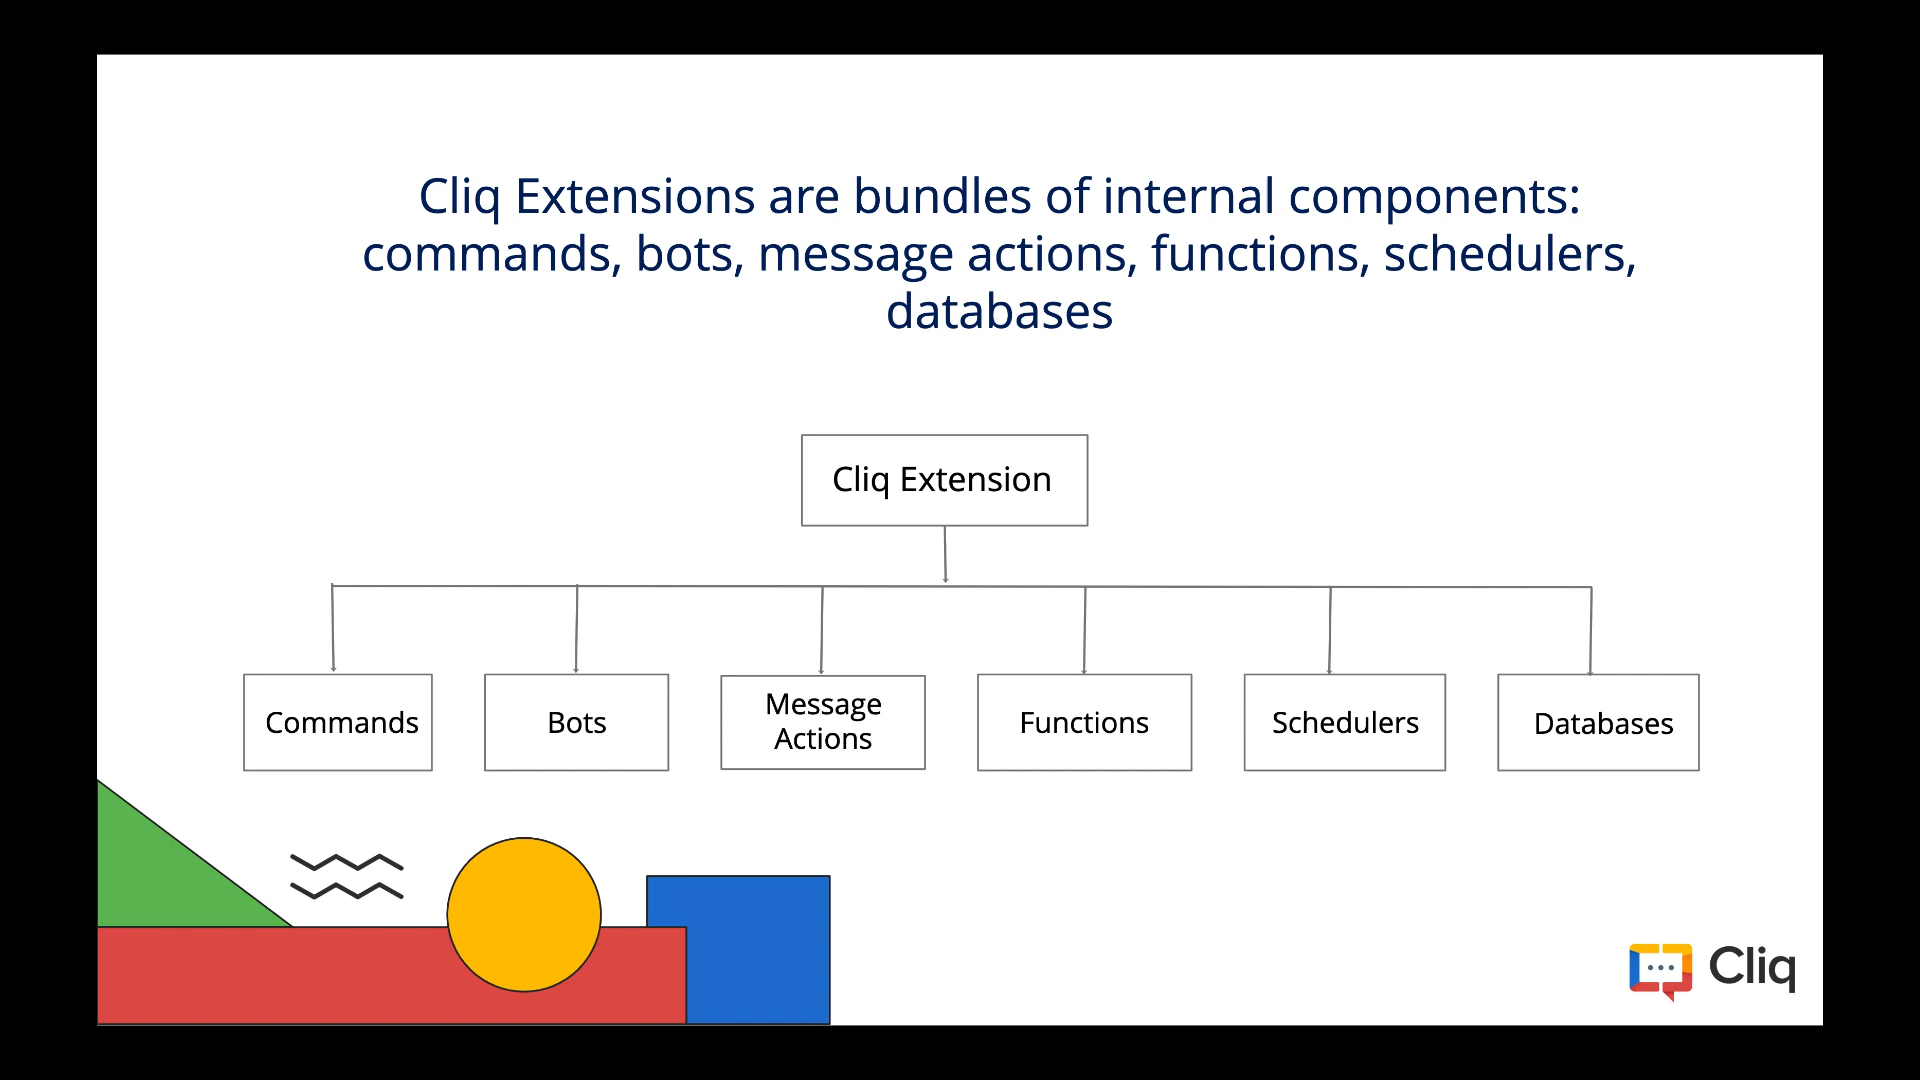 Cliq Extensions are bundles of internal components:
commands, bots, message actions, functions, schedulers,
databases
Cliq Extension
Commands
Bots
Message
Actions
Functions
Schedulers
Databases
Cliq